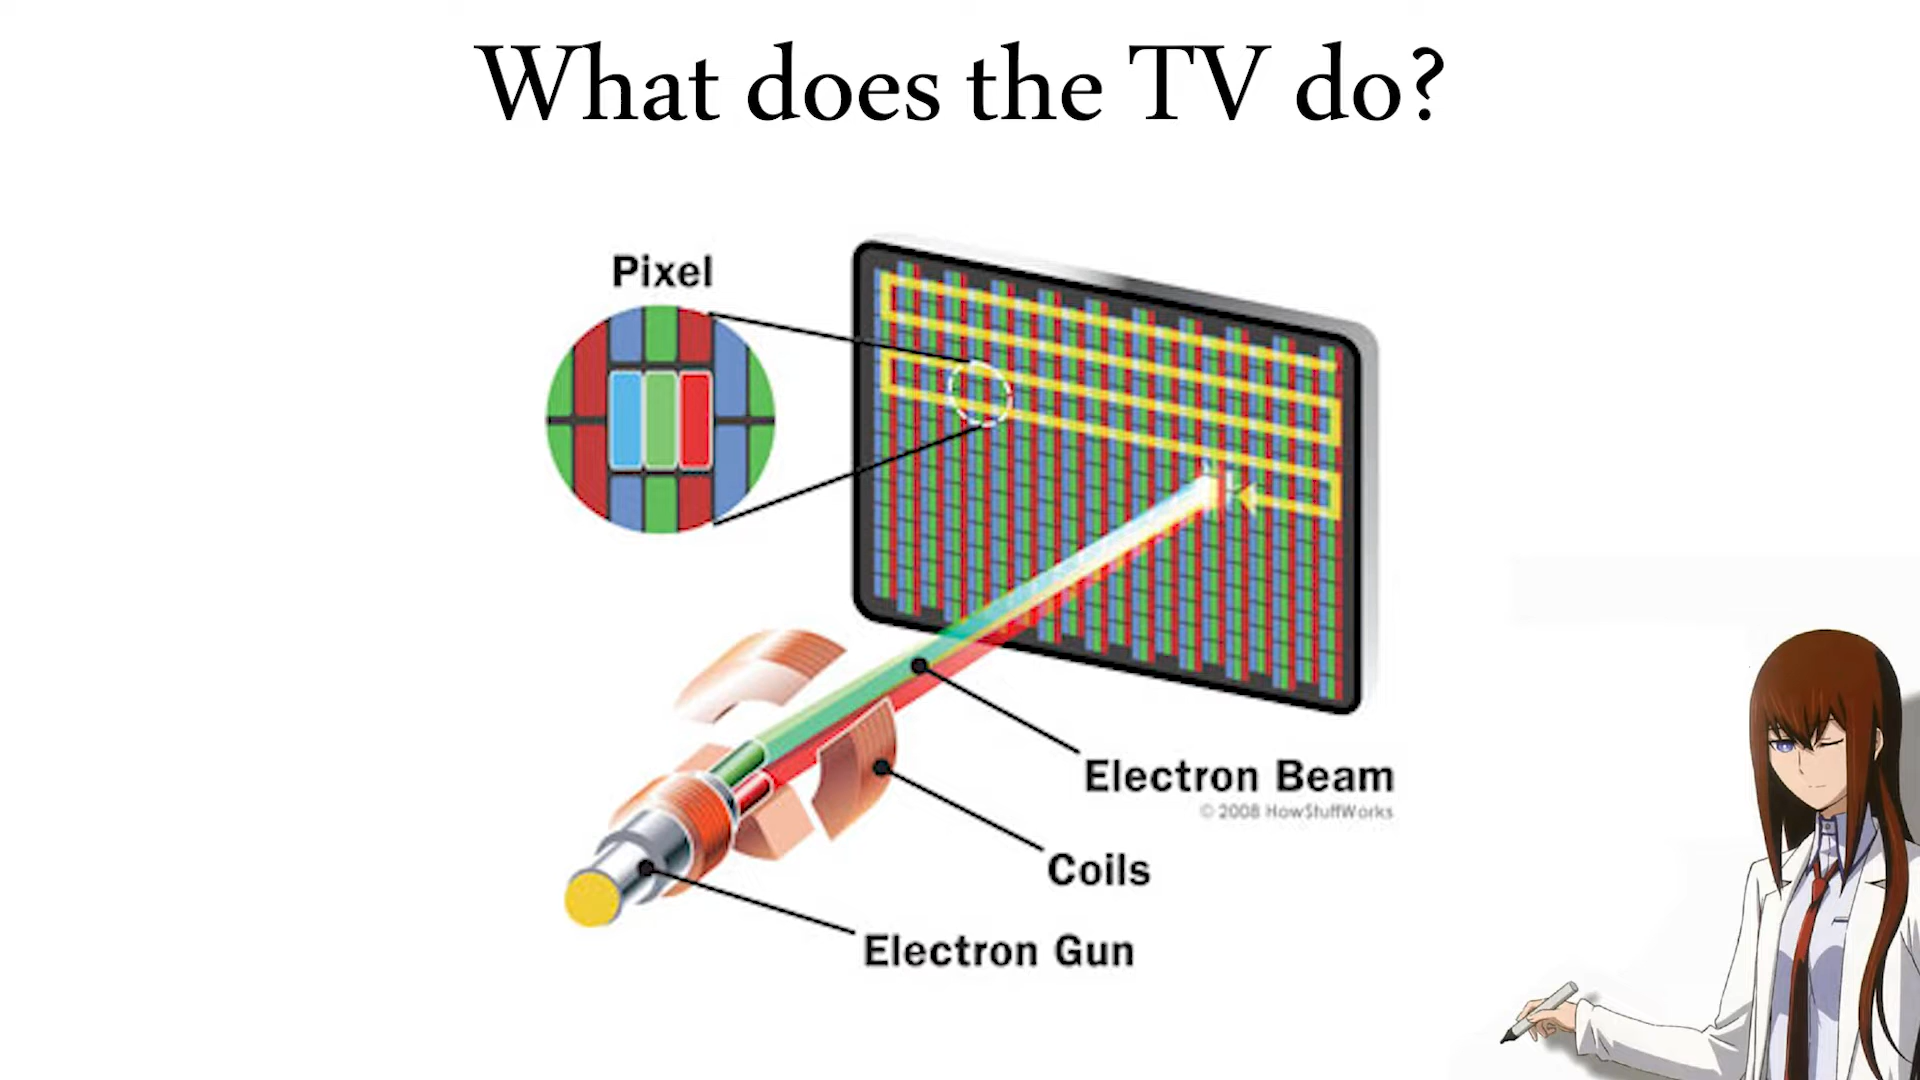 What does the TV do?
Pixel
Electron Beam
© 2008 HowStuffWorks
Coils
Electron Gun